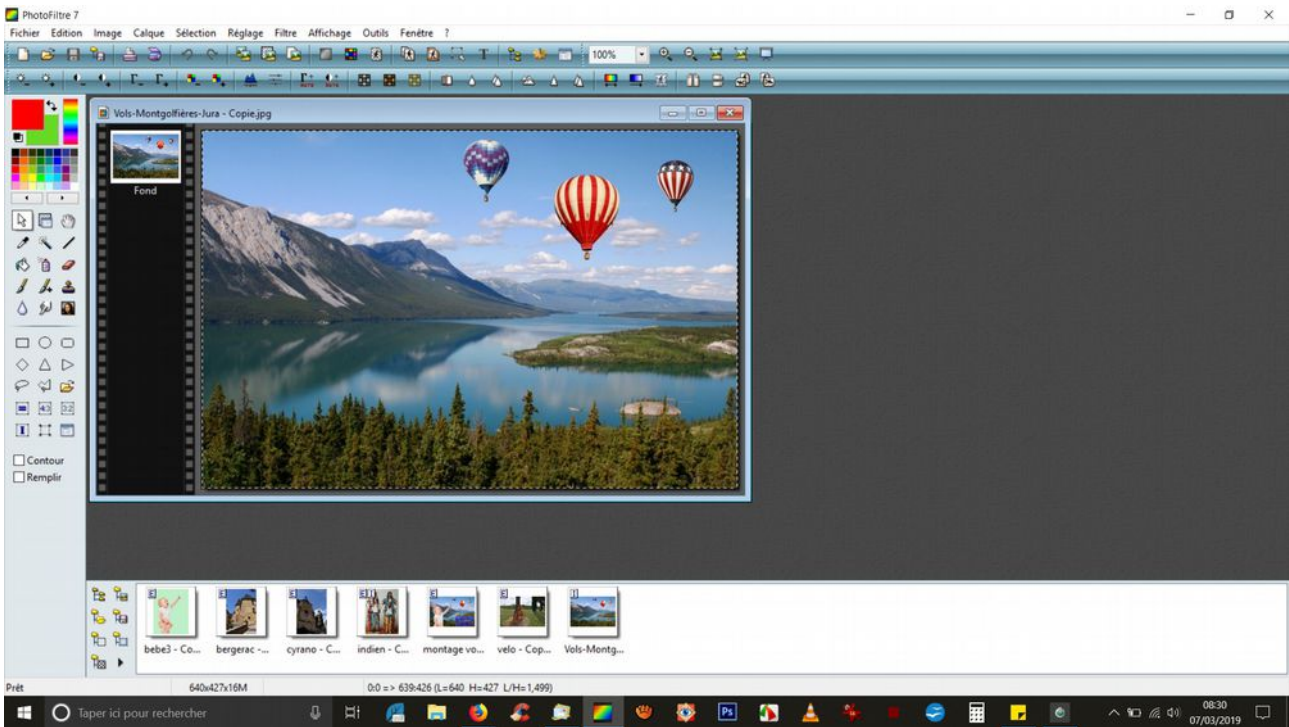 PhotoFiltre 7
Fichier Edition Image Calque Sélection Réglage Filtre Affichage Outils Fenêtre ?
T 100%
Vols-Montgolfières-Jura - Copie.jpg
Fond
Contour
Remplir
bebe3 - Co... bergerac -... cyrano - C... indien - C... montage vo... velo - Cop... Vols-Montg...
Prêt 640x427x16M 0:0 => 639:426 (L=640 H=427 L/H=1,499)
Taper ici pour rechercher Ps 08:30
07/03/2019